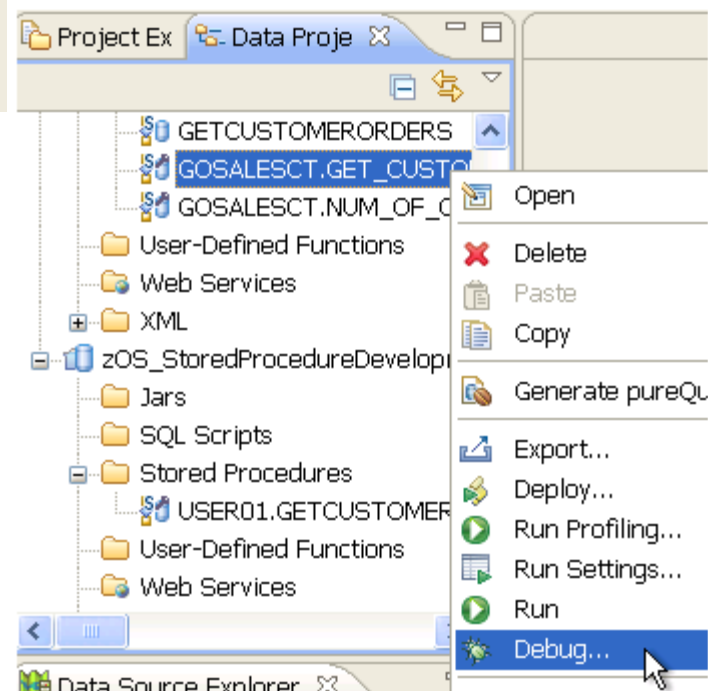 Project Ex Data Proje
GETCUSTOMERORDERS
GOSALESCT.GET_CUSTO
GOSALESCT.NUM_OF_C
User-Defined Functions
Web Services
XML
zOS_StoredProcedureDevelop
Jars
SQL Scripts
Stored Procedures
USER01.GETCUSTOMER
User-Defined Functions
Web Services
Data Source Explorer
Open
Delete
Paste
Copy
Generate pureQu
Export...
Deploy...
Run Profiling...
Run Settings...
Run
Debug...